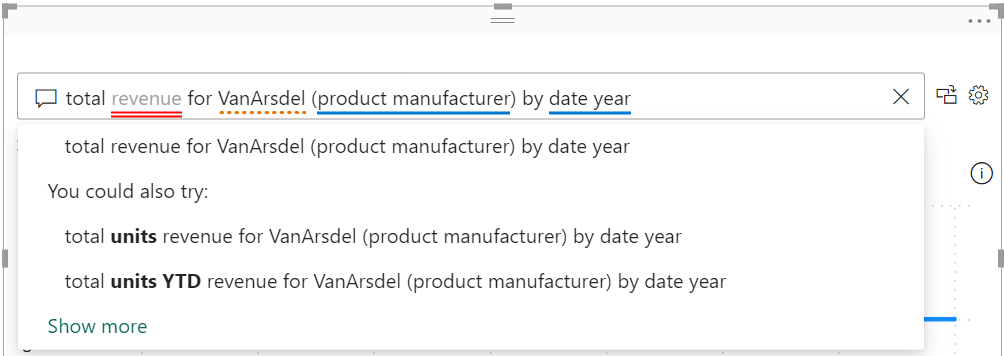 total revenue for VanArsdel (product manufacturer) by date year
total revenue for VanArsdel (product manufacturer) by date year
You could also try:
total units revenue for VanArsdel (product manufacturer) by date year
total units YTD revenue for VanArsdel (product manufacturer) by date year
Show more